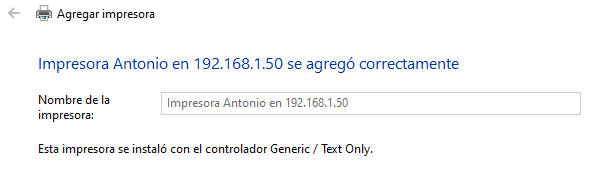 Agregar impresora
Impresora Antonio en 192.168.1.50 se agregó correctamente
Nombre de la
impresora:
Impresora Antonio en 192.168.1.50
Esta impresora se instaló con el controlador Generic / Text Only.